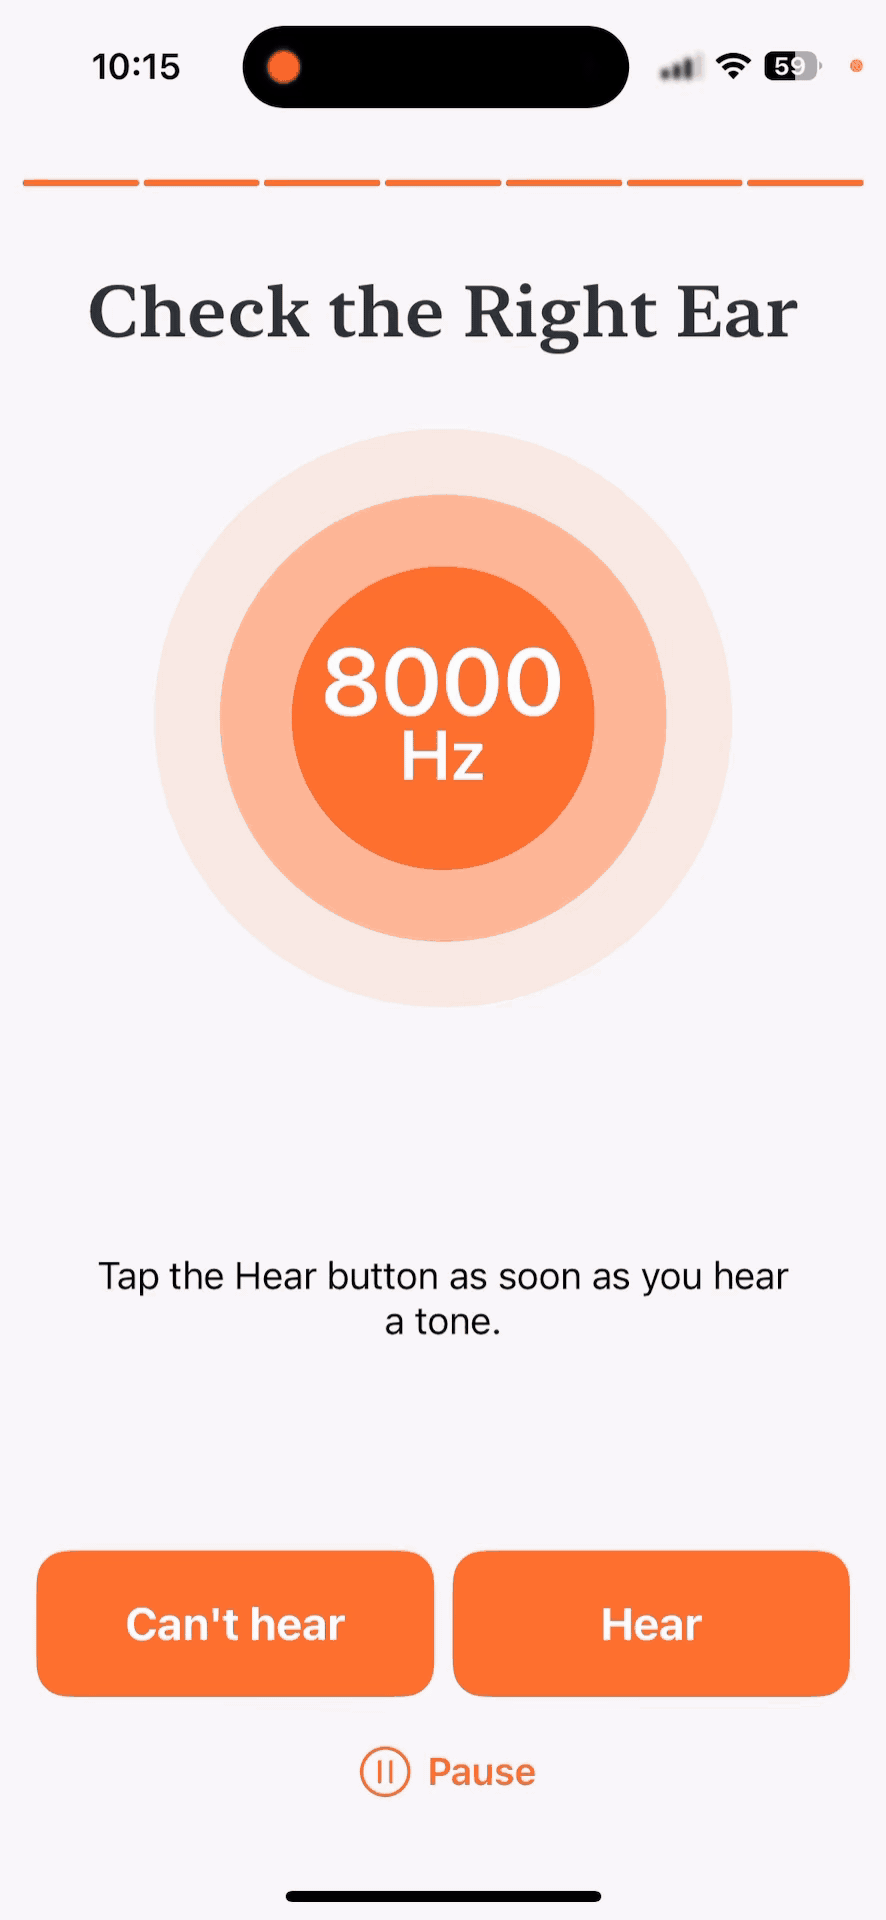 10:15
59
Check the Right Ear
8000
Hz
Tap the Hear button as soon as you hear
a tone.
Can't hear
Hear
Pause